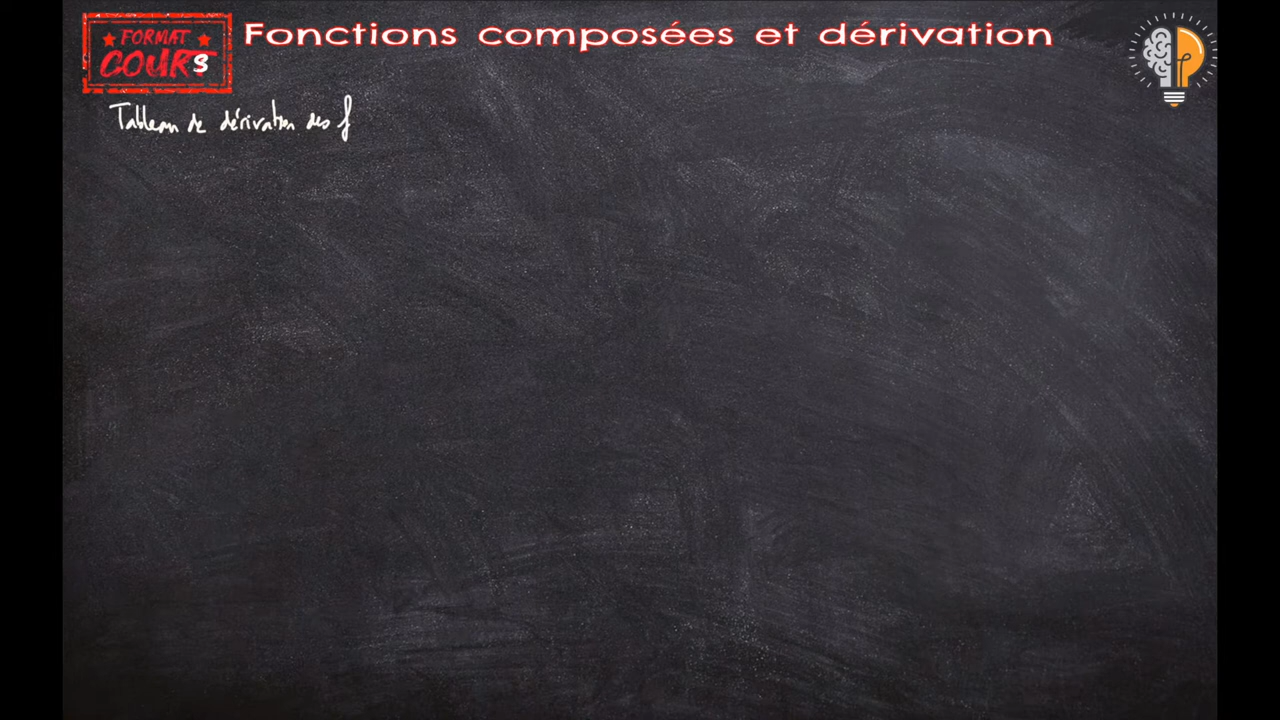 FORMAT
COURS
Fonctions composées et dérivation
Tableau de dérivation des f